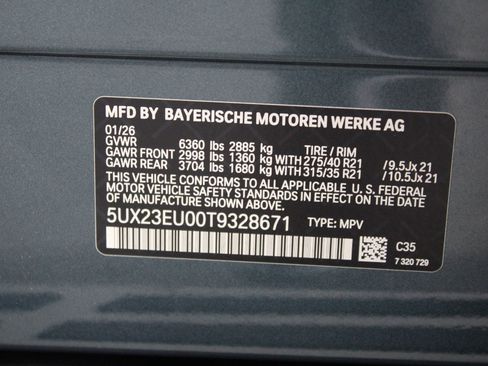 MFD BY BAYERISCHE MOTOREN WERKE AG
01/26
GVWR 6360 lbs 2885 kg TIRE / RIM
GAWR FRONT 2998 lbs 1360 kg WITH 275/40 R21 /9.5Jx 21
GAWR REAR 3704 lbs 1680 kg WITH 315/35 R21 /10.5Jx 21
THIS VEHICLE CONFORMS TO ALL APPLICABLE U. S. FEDERAL
MOTOR VEHICLE SAFETY STANDARDS IN EFFECT ON THE DATE
OF MANUFACTURE SHOWN ABOVE.
5UX23EU00T9328671 TYPE: MPV
C35
7 320 729